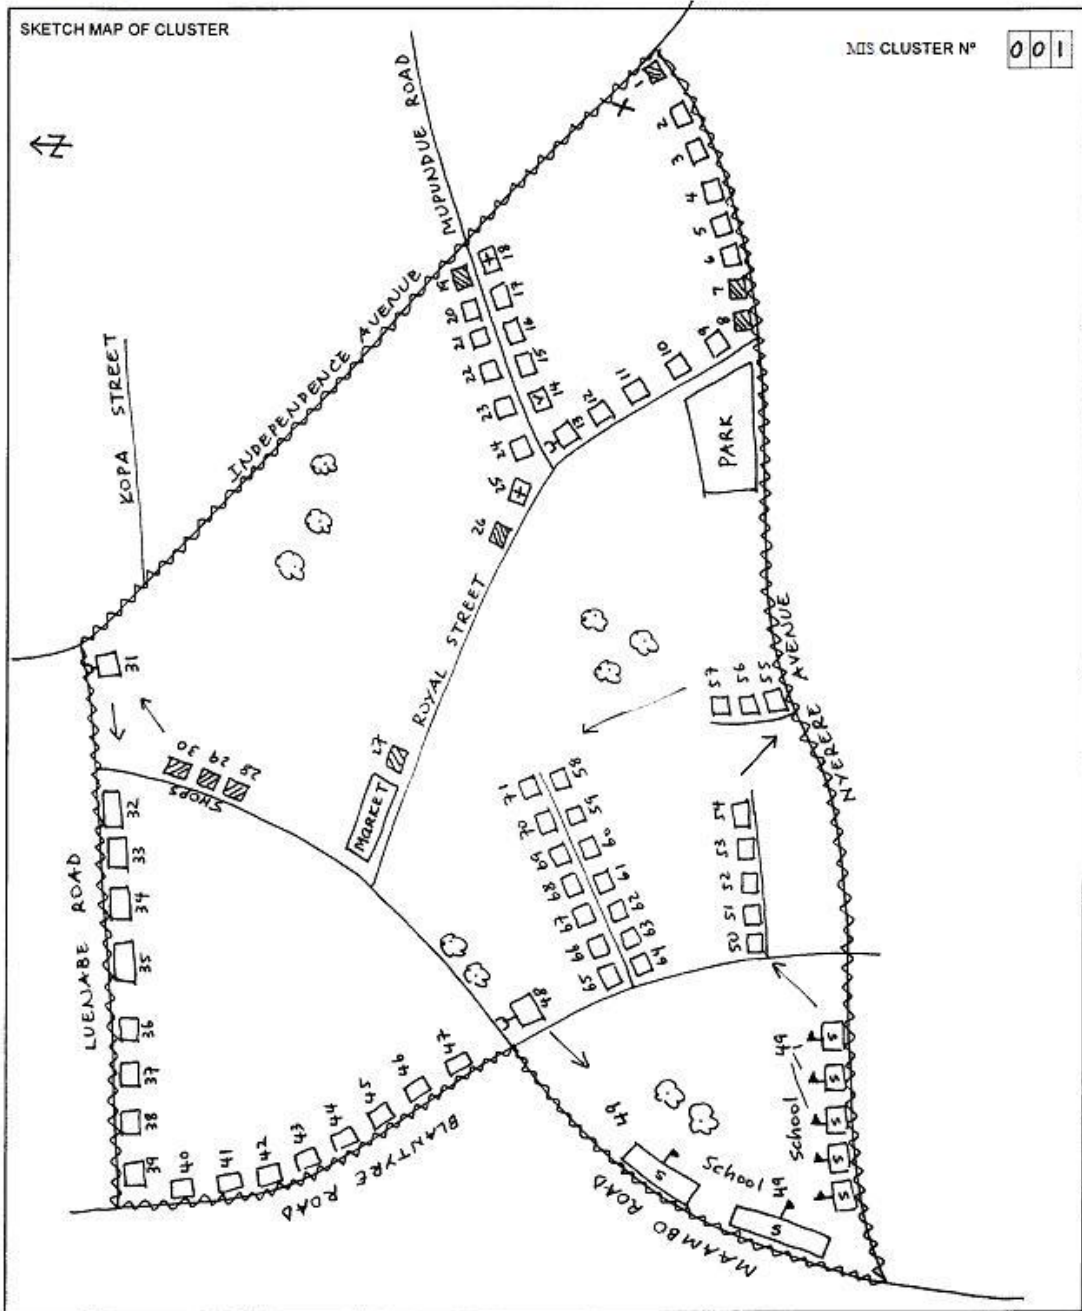 SKETCH MAP OF CLUSTER
MIS CLUSTER Nº 001
N
MUPUNDUE ROAD
KOPA STREET
INDEPENDENCE AVENUE
X
1
2
3
4
5
6
7
8
9
10
11
12
13
14
Y
15
16
17
18
19
20
21
22
23
24
25
26
PARK
ROYAL STREET
27
MARKET
28
29
30
SHOPS
31
32
33
34
35
36
37
38
39
LUENABE ROAD
40
41
42
43
44
45
46
47
BLANTYRE ROAD
48
NYERERE AVENUE
55
56
57
58
59
60
61
62
63
64
65
66
67
68
69
70
71
54
53
52
51
50
49
School
S
S
S
S
S
49
School
S
49
S
MAAMBO ROAD